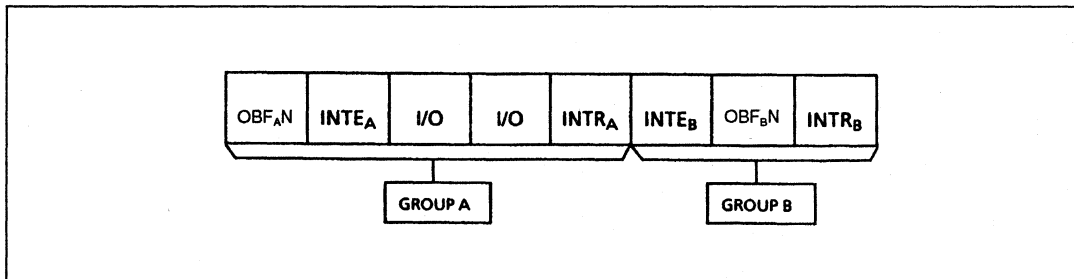 OBFAN INTEA I/O I/O INTRA INTEB OBFBN INTRB
GROUP A GROUP B